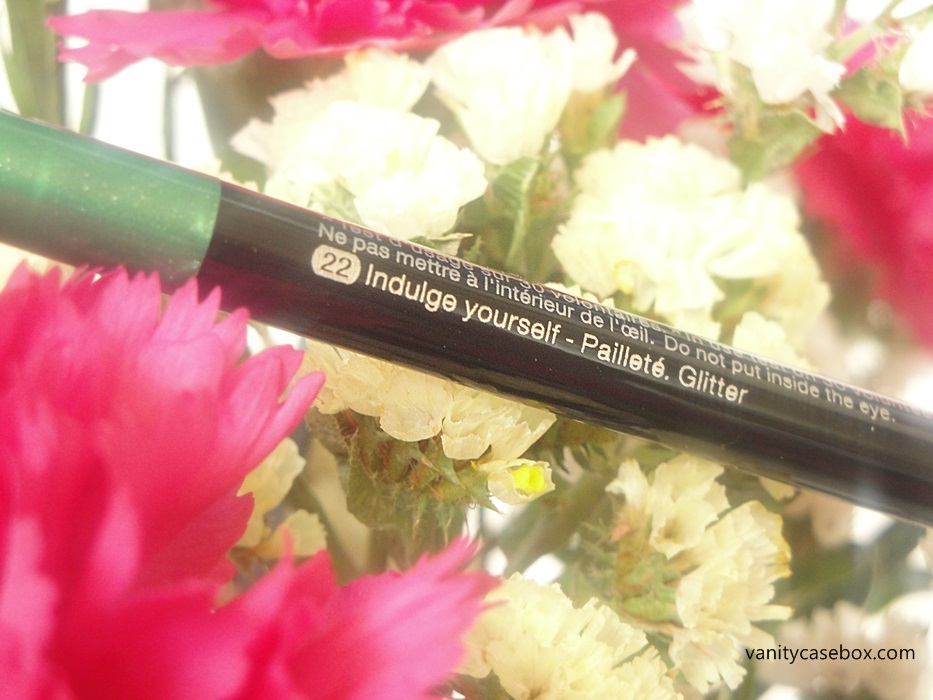 Ne pas mettre à l'intérieur de l'œil. Do not put inside the eye.
22 Indulge yourself - Pailleté. Glitter
vanitycasebox.com